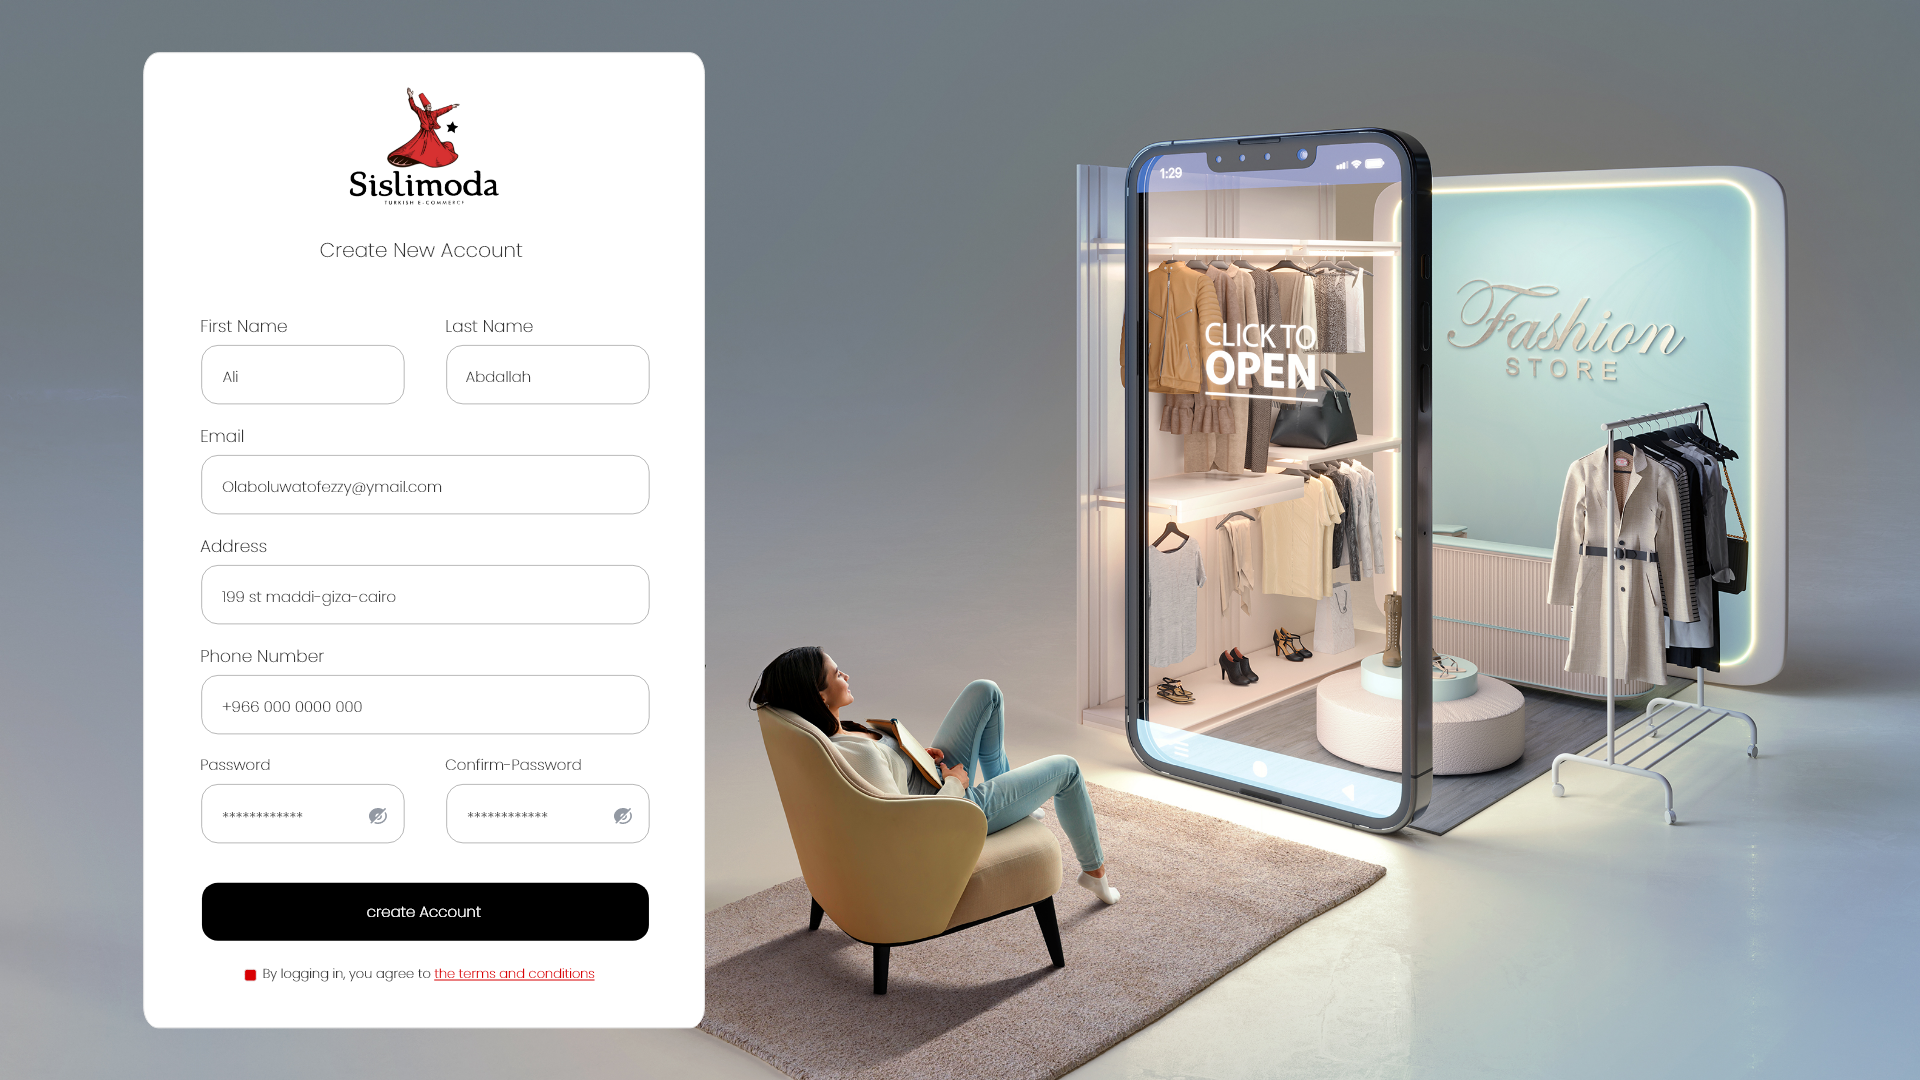 Sislimoda
TURKISH E-COMMERCE
Create New Account
First Name
Last Name
Ali
Abdallah
Email
Olaboluwatofezzy@ymail.com
Address
199 st maddi-giza-cairo
Phone Number
+966 000 0000 000
Password
Confirm-Password
************
************
create Account
By logging in, you agree to the terms and conditions
1:29
CLICK TO
OPEN
Fashion
STORE